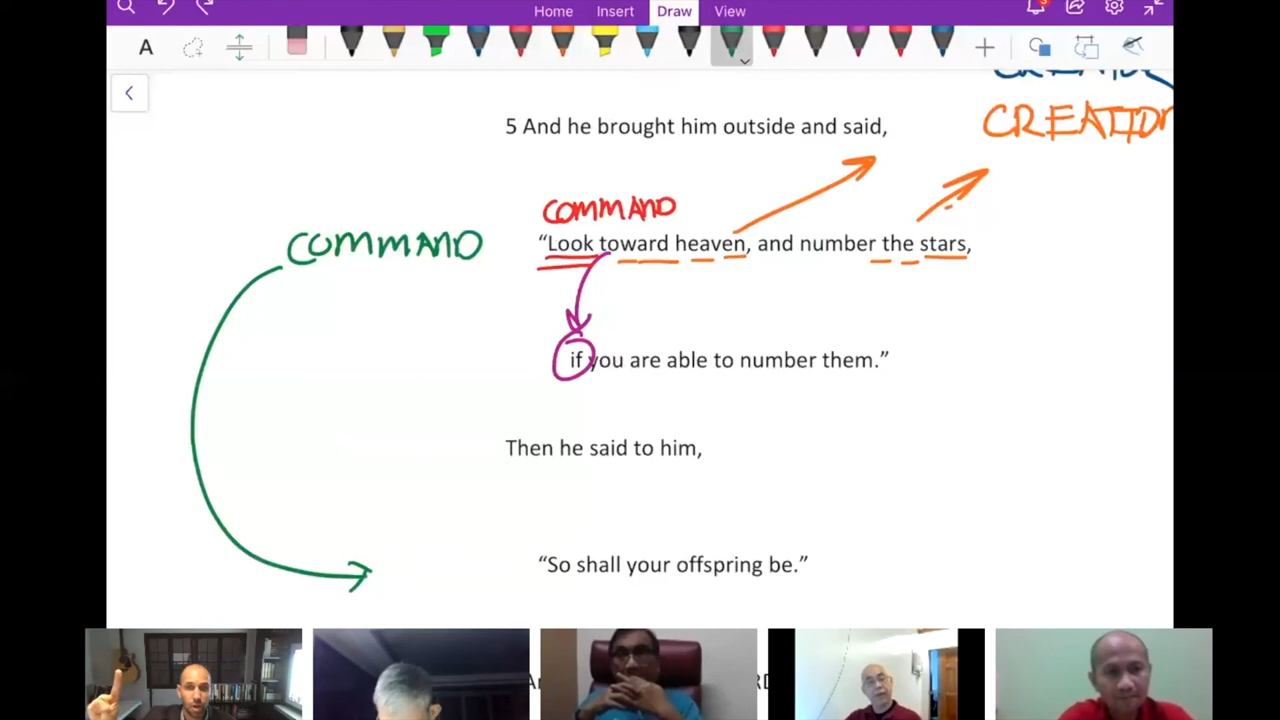 Home Insert Draw View
A
CREATOR
5 And he brought him outside and said,
CREATION
COMMAND
COMMAND
“Look toward heaven, and number the stars,
if you are able to number them.”
Then he said to him,
“So shall your offspring be.”